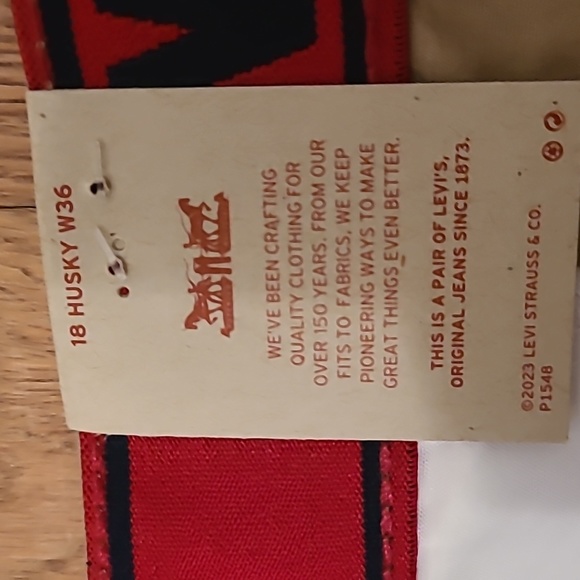 18 HUSKY W36
WE'VE BEEN CRAFTING
QUALITY CLOTHING FOR
OVER 150 YEARS. FROM OUR
FITS TO FABRICS, WE KEEP
PIONEERING WAYS TO MAKE
GREAT THINGS EVEN BETTER.
THIS IS A PAIR OF LEVI'S,
ORIGINAL JEANS SINCE 1873.
©2023 LEVI STRAUSS & CO.
P1548